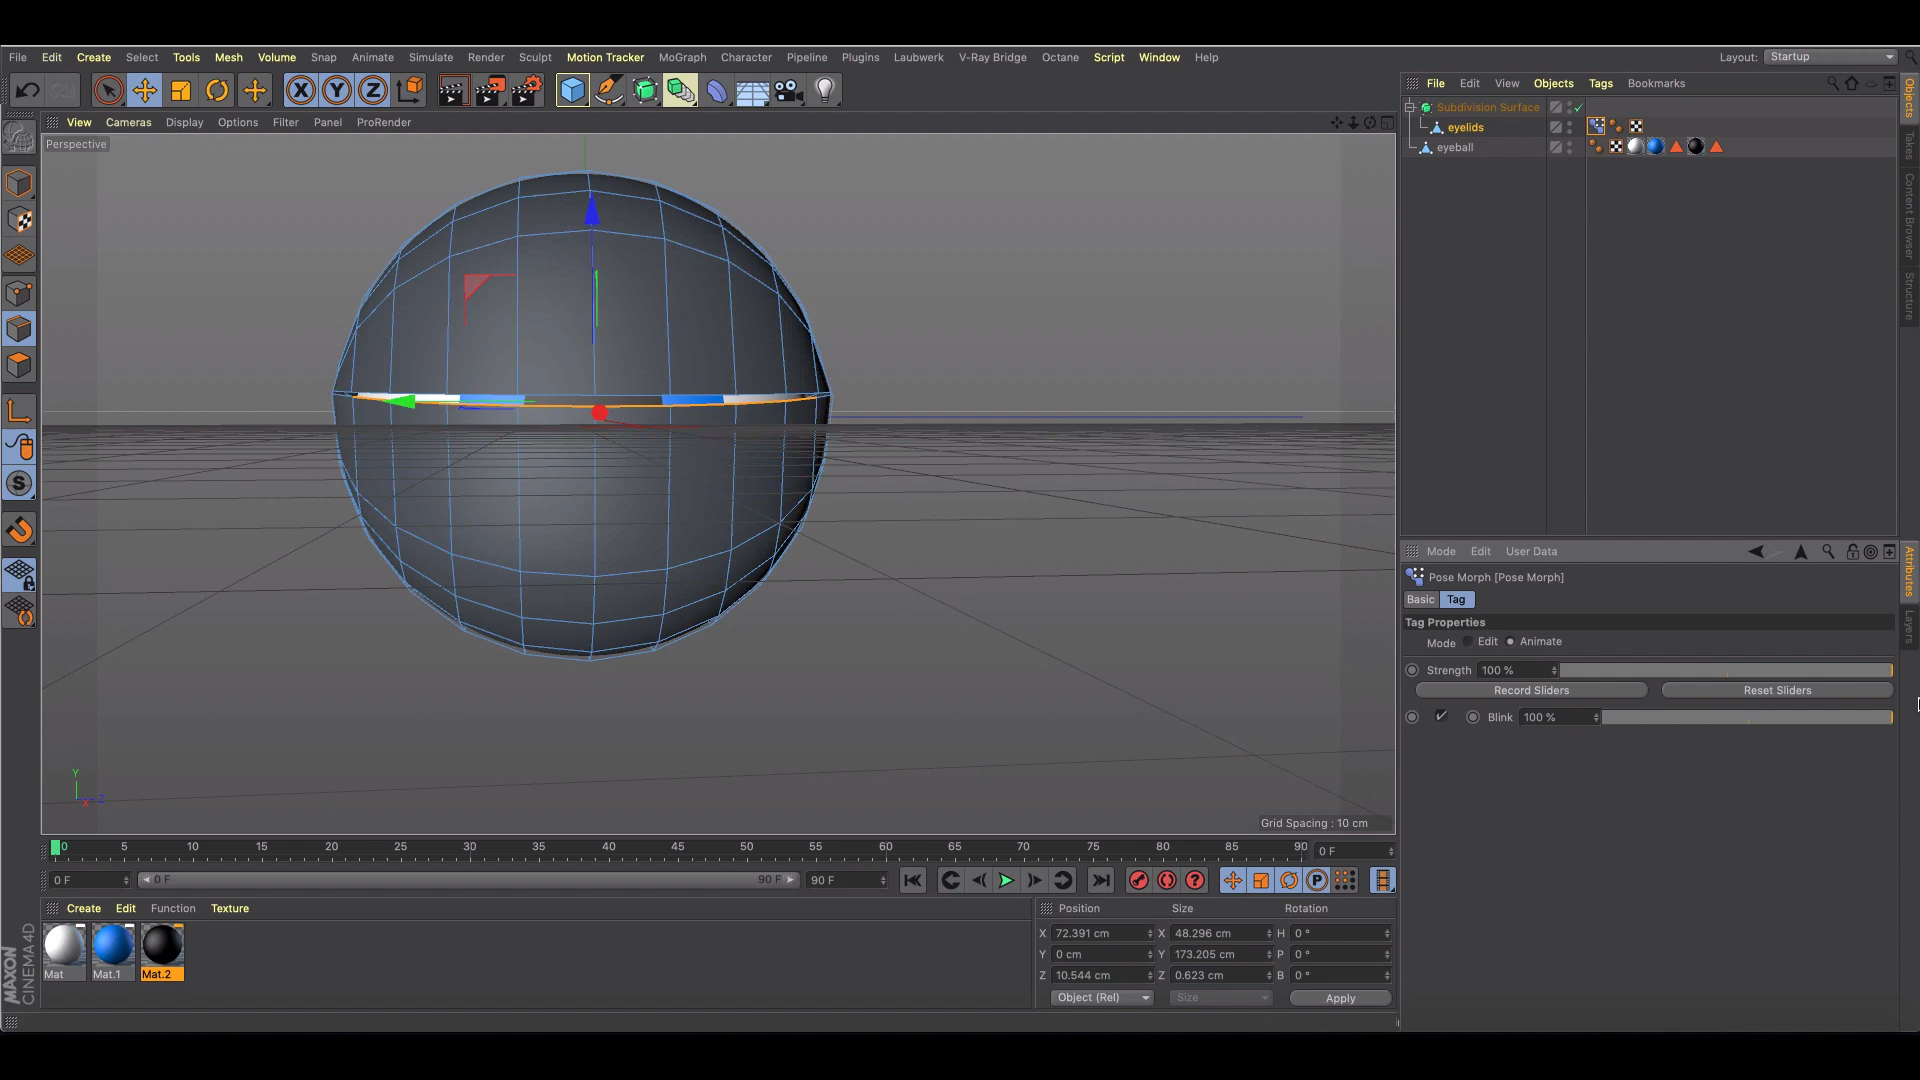 File Edit Create Select Tools Mesh Volume Snap Animate Simulate Render Sculpt Motion Tracker MoGraph Character Pipeline Plugins Laubwerk V-Ray Bridge Octane Script Window Help Layout: Startup
X Y Z
View Cameras Display Options Filter Panel ProRender
Perspective
Y
X Z
Grid Spacing : 10 cm
0 5 10 15 20 25 30 35 40 45 50 55 60 65 70 75 80 85 90 0 F
0 F 0 F 90 F 90 F P
Create Edit Function Texture
Mat Mat.1 Mat.2
MAXON
CINEMA 4D
Position Size Rotation
X 72.391 cm X 48.296 cm H 0 °
Y 0 cm Y 173.205 cm P 0 °
Z 10.544 cm Z 0.623 cm B 0 °
Object (Rel) Size Apply
S
File Edit View Objects Tags Bookmarks
Subdivision Surface
eyelids
eyeball
Objects
Takes
Content Browser
Structure
Mode Edit User Data
Pose Morph [Pose Morph]
Basic Tag
Tag Properties
Mode Edit Animate
Strength 100 %
Record Sliders Reset Sliders
Blink 100 %
Attributes
Layers